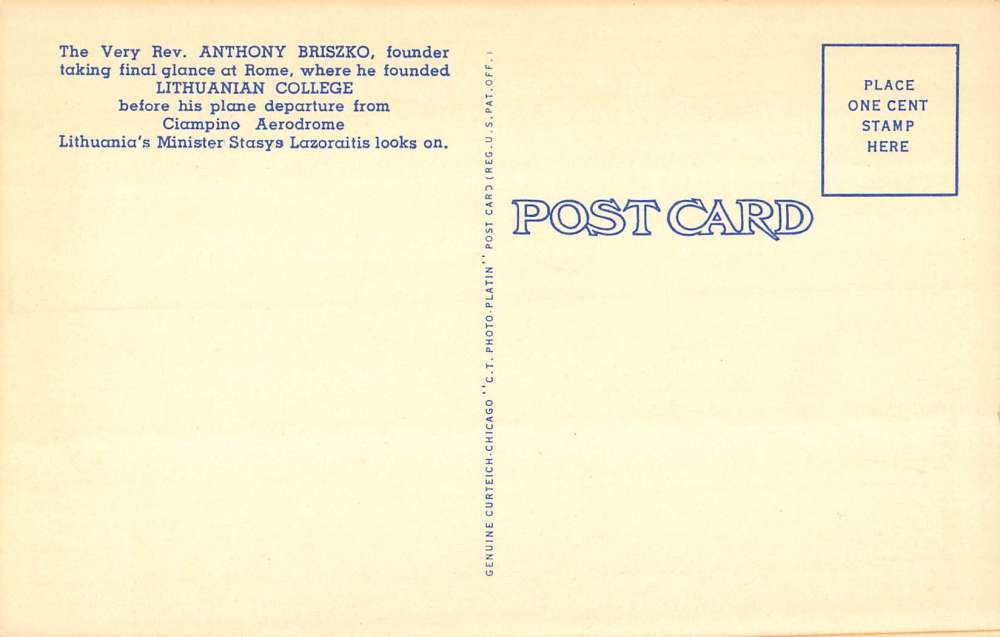 The Very Rev. ANTHONY BRISZKO, founder
taking final glance at Rome, where he founded
LITHUANIAN COLLEGE
before his plane departure from
Ciampino Aerodrome
Lithuania's Minister Stasys Lazoraitis looks on.
GENUINE CURTEICH-CHICAGO "C.T. PHOTO-PLATIN" POST CARD (REG. U.S. PAT. OFF.)
PLACE
ONE CENT
STAMP
HERE
POST CARD